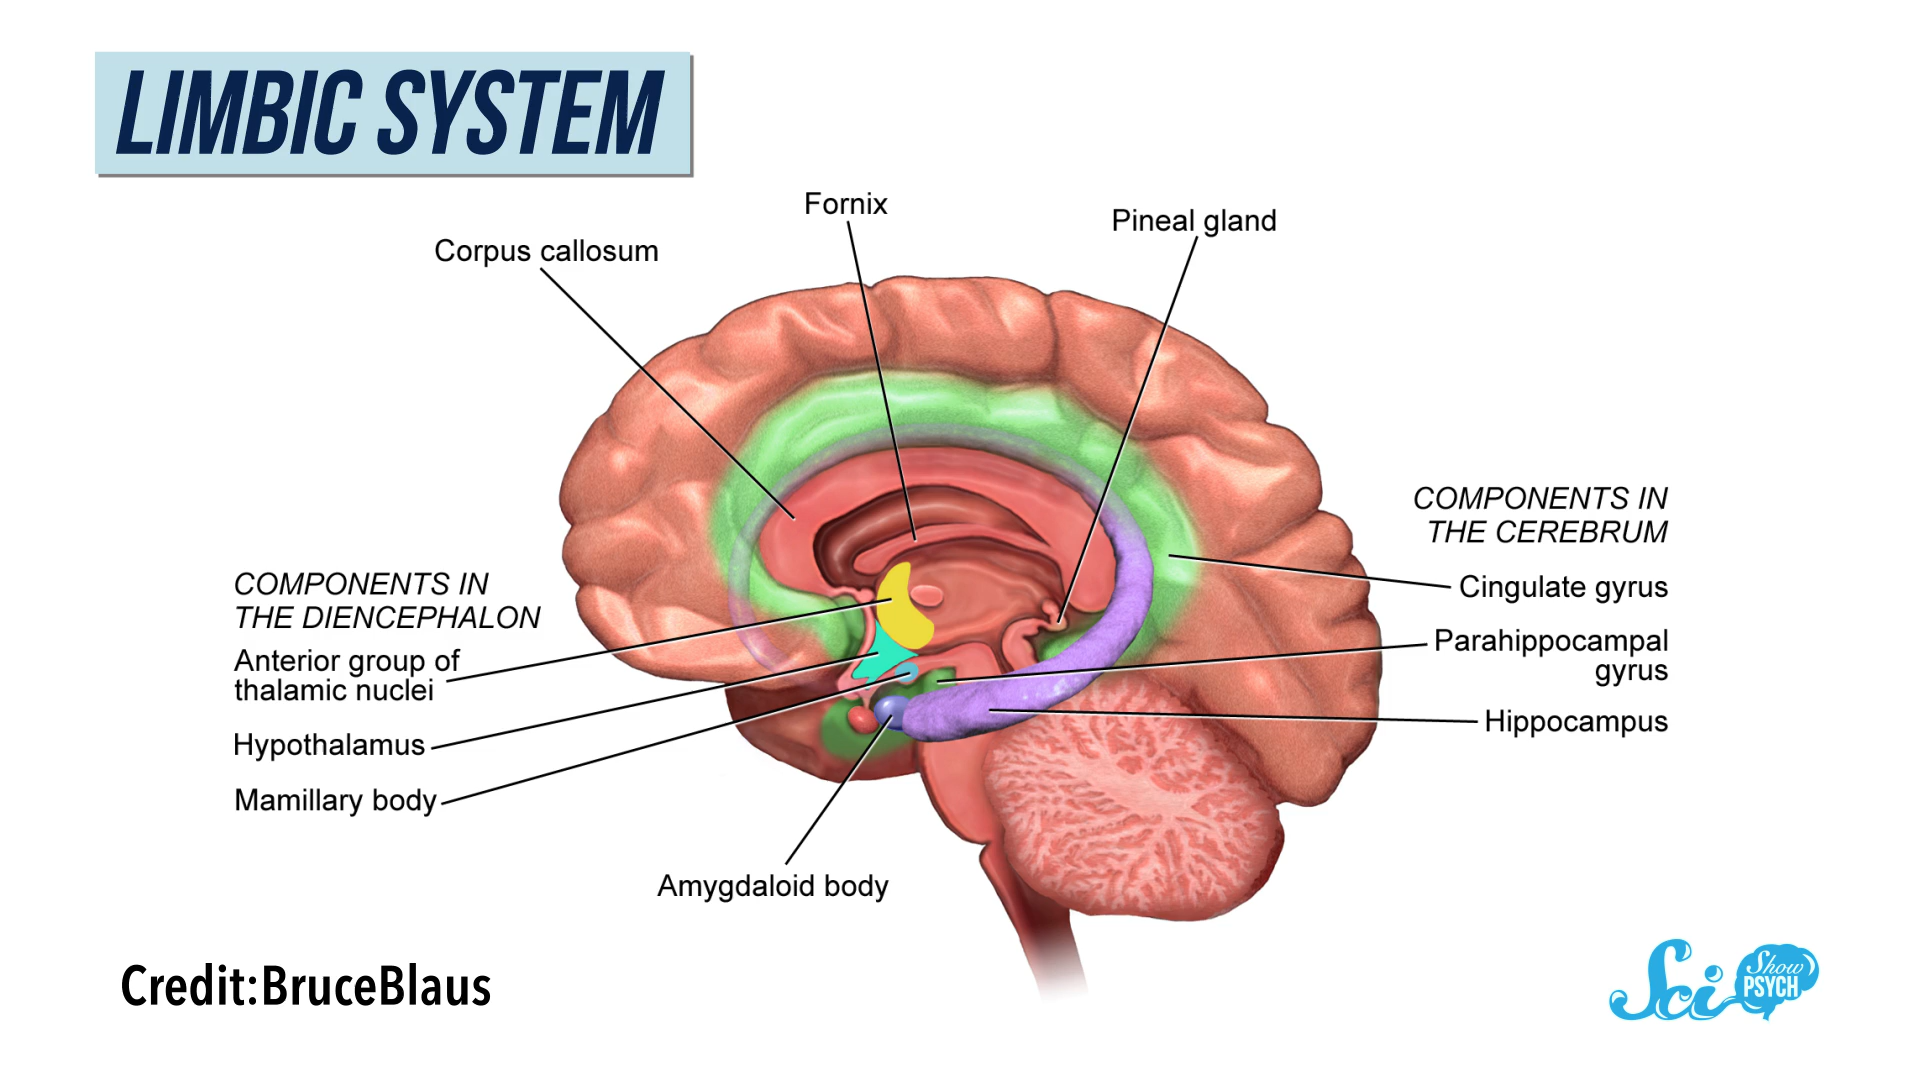 LIMBIC SYSTEM
Fornix
Pineal gland
Corpus callosum
COMPONENTS IN
THE CEREBRUM
Cingulate gyrus
Parahippocampal
gyrus
Hippocampus
COMPONENTS IN
THE DIENCEPHALON
Anterior group of
thalamic nuclei
Hypothalamus
Mamillary body
Amygdaloid body
Credit:BruceBlaus
Sci Show
PSYCH